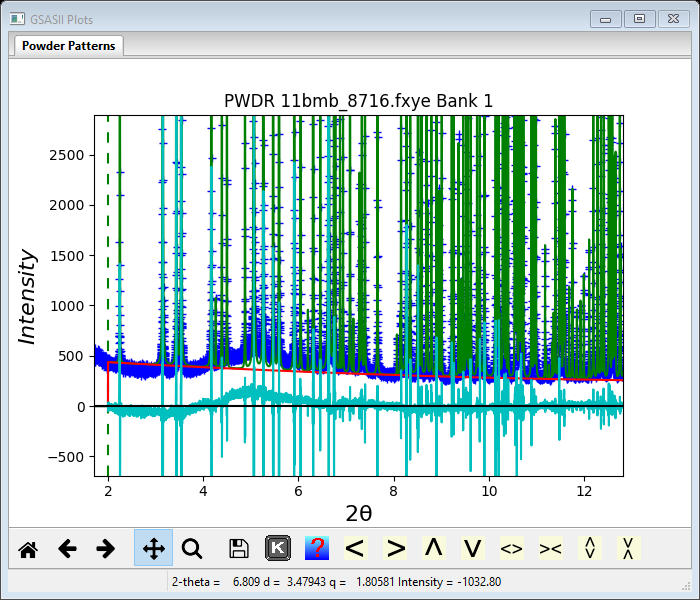 GSASII Plots
Powder Patterns
PWDR 11bmb_8716.fxye Bank 1
Intensity
2500
2000
1500
1000
500
0
−500
2 4 6 8 10 12
2θ
K ? < > Λ V <> ><
2-theta = 6.809 d = 3.47943 q = 1.80581 Intensity = -1032.80